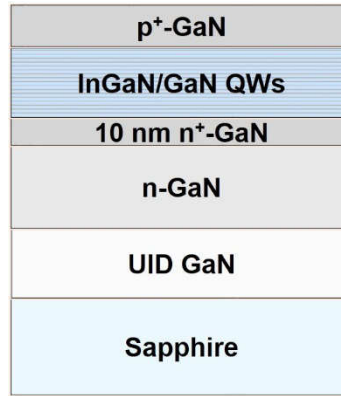 p⁺-GaN
InGaN/GaN QWs
10 nm n⁺-GaN
n-GaN
UID GaN
Sapphire